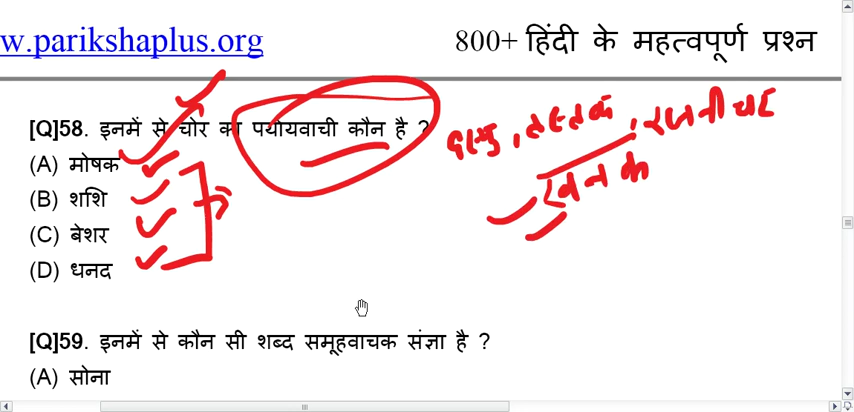 w.parikshaplus.org 800+ हिंदी के महत्वपूर्ण प्रश्न
[Q]58. इनमें से चोर का पर्यायवाची कौन है ?
दस्यु, तस्कर, रजनीचर
(A) मोषक
खनक
(B) शशि
(C) बेशर
(D) धनद
[Q]59. इनमें से कौन सी शब्द समूहवाचक संज्ञा है ?
(A) सोना